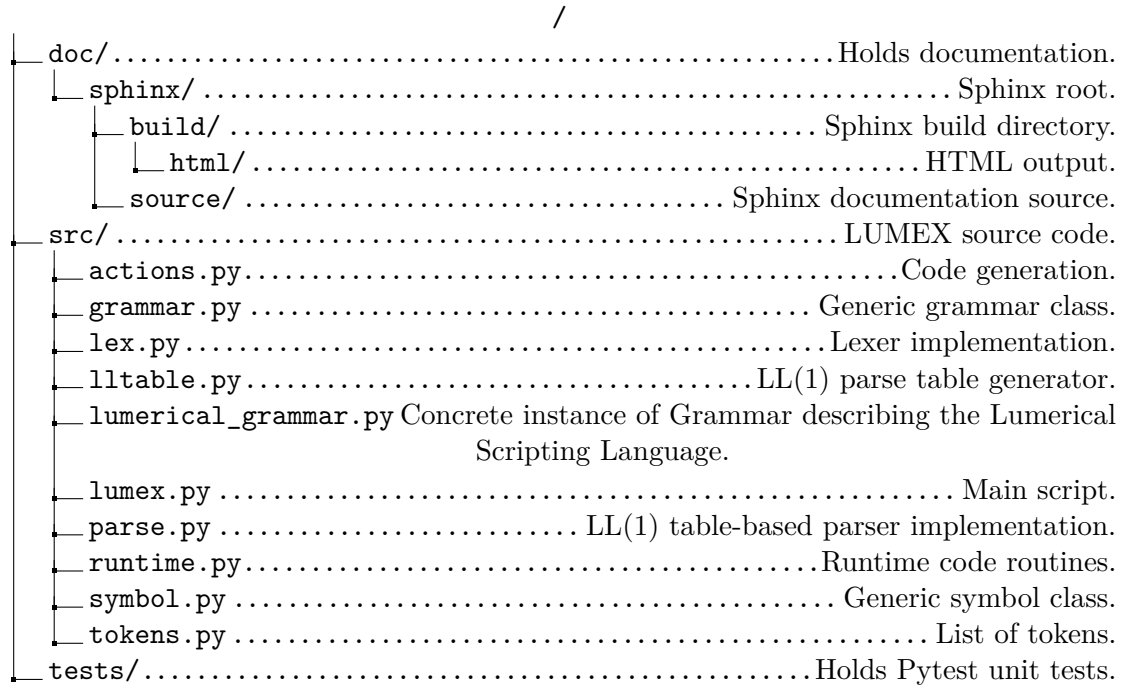 /
doc/ ........................................................ Holds documentation.
sphinx/ ........................................................ Sphinx root.
build/ ............................................ Sphinx build directory.
html/ .................................................. HTML output.
source/ .................................... Sphinx documentation source.
src/ ...................................................... LUMEX source code.
actions.py ................................................. Code generation.
grammar.py .......................................... Generic grammar class.
lex.py ................................................ Lexer implementation.
lltable.py ...................................... LL(1) parse table generator.
lumerical_grammar.py Concrete instance of Grammar describing the Lumerical
Scripting Language.
lumex.py ....................................................... Main script.
parse.py ........................... LL(1) table-based parser implementation.
runtime.py ........................................... Runtime code routines.
symbol.py ............................................. Generic symbol class.
tokens.py .................................................... List of tokens.
tests/ .................................................. Holds Pytest unit tests.